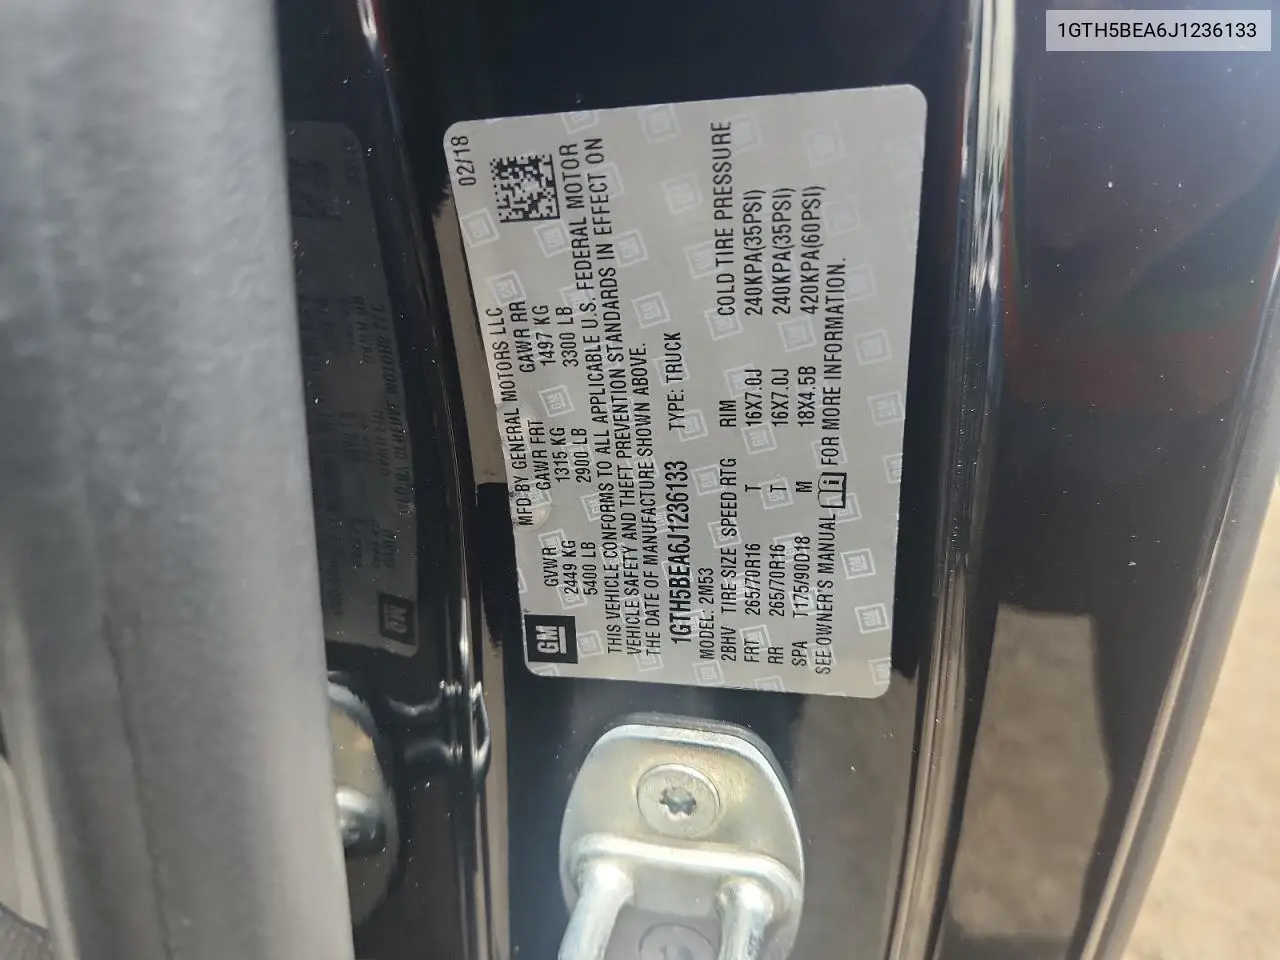 1GTH5BEA6J1236133
02/18
MFD BY GENERAL MOTORS LLC
GVWR GAWR FRT GAWR RR
2449 KG 1315 KG 1497 KG
5400 LB 2900 LB 3300 LB
GM
THIS VEHICLE CONFORMS TO ALL APPLICABLE U.S. FEDERAL MOTOR
VEHICLE SAFETY AND THEFT PREVENTION STANDARDS IN EFFECT ON
THE DATE OF MANUFACTURE SHOWN ABOVE.
1GTH5BEA6J1236133 TYPE: TRUCK
MODEL: 2M53
2BHV TIRE SIZE SPEED RTG RIM COLD TIRE PRESSURE
FRT 265/70R16 T 16X7.0J 240KPA(35PSI)
RR 265/70R16 T 16X7.0J 240KPA(35PSI)
SPA T175/90D18 M 18X4.5B 420KPA(60PSI)
SEE OWNER'S MANUAL i FOR MORE INFORMATION.